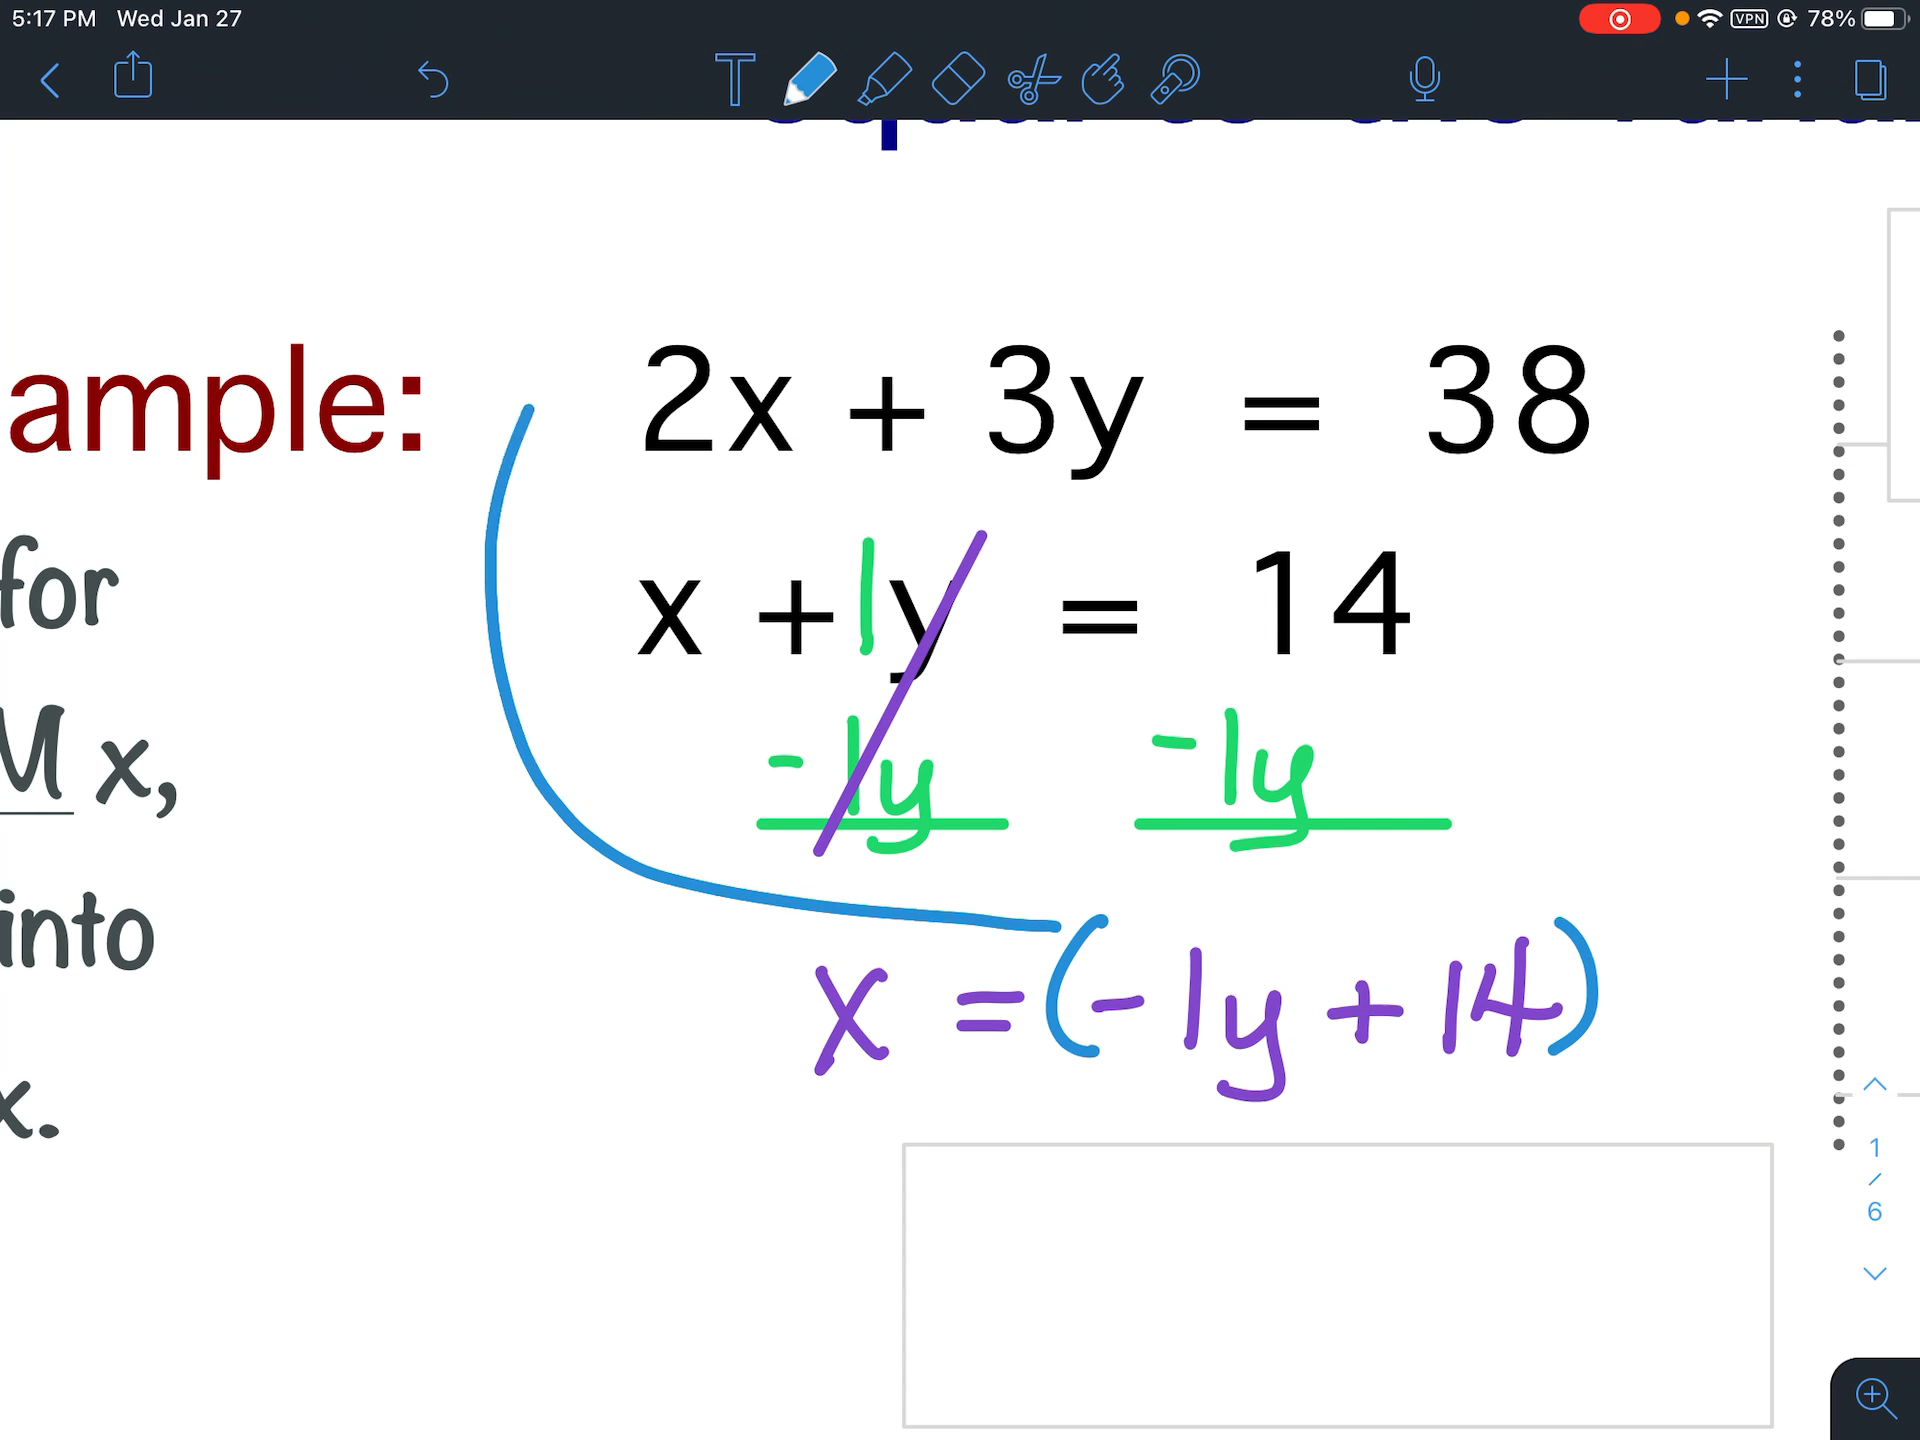 5:17 PM Wed Jan 27 VPN 78%
ample: 2x + 3y = 38
for x + 1y = 14
M x, -1y -1y
into
x = (-1y + 14)
x.
1
/
6